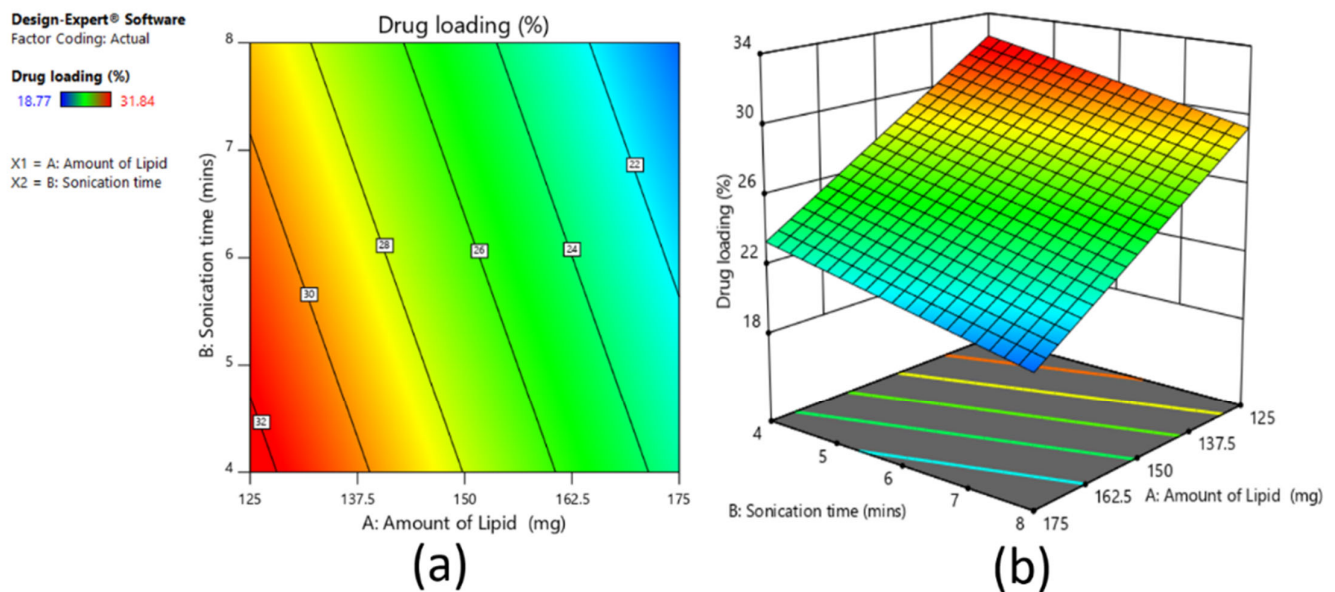 Design-Expert® Software
Factor Coding: Actual
Drug loading (%)
18.77 31.84
X1 = A: Amount of Lipid
X2 = B: Sonication time
Drug loading (%)
B: Sonication time (mins)
8
7
6
5
4
32
30
28
26
24
22
125 137.5 150 162.5 175
A: Amount of Lipid (mg)
(a)
Drug loading (%)
34
30
26
22
18
4
5
6
7
8
B: Sonication time (mins)
175
162.5
150
137.5
125
A: Amount of Lipid (mg)
(b)